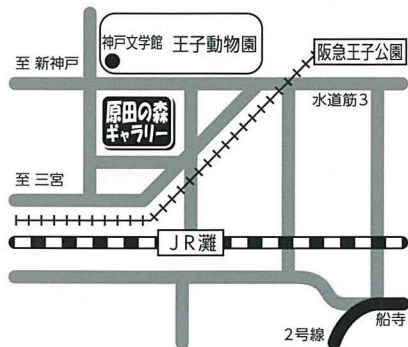 神戸文学館
王子動物園
阪急王子公園
至 新神戸
水道筋3
原田の森
ギャラリー
至 三宮
JR灘
船寺
2号線